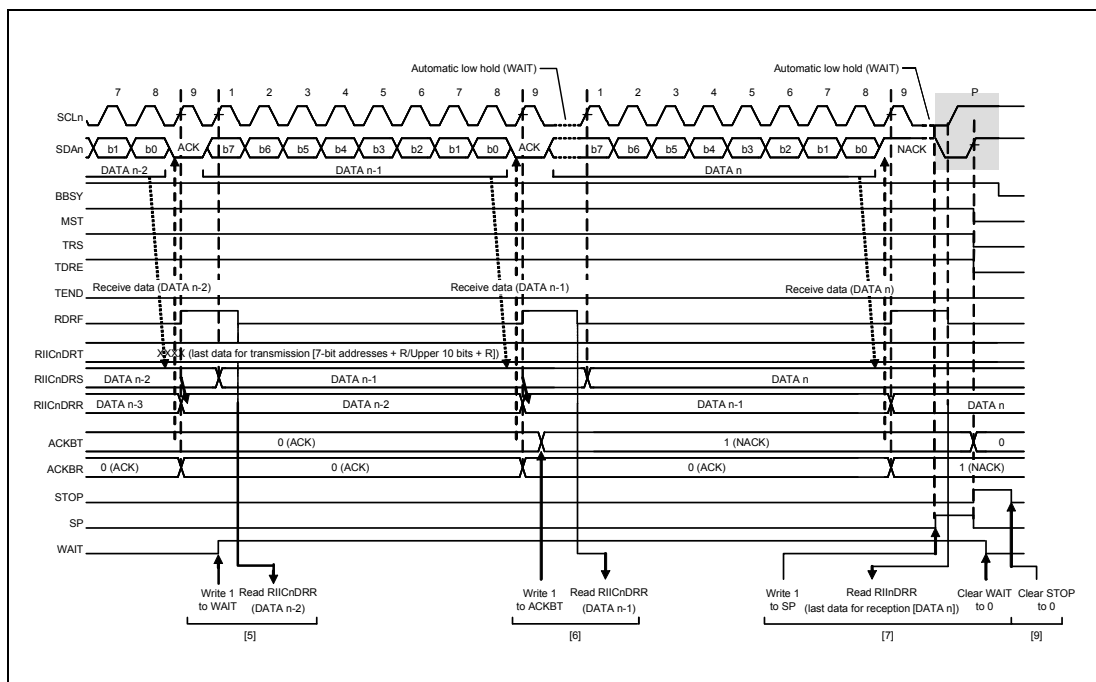 Automatic low hold (WAIT)
Automatic low hold (WAIT)
7 8 9 1 2 3 4 5 6 7 8 9 1 2 3 4 5 6 7 8 9 P
SCLn
SDAn b1 b0 ACK b7 b6 b5 b4 b3 b2 b1 b0 ACK b7 b6 b5 b4 b3 b2 b1 b0 NACK
DATA n-2 DATA n-1 DATA n
BBSY
MST
TRS
TDRE
Receive data (DATA n-2) Receive data (DATA n-1) Receive data (DATA n)
TEND
RDRF
RIICnDRT XXXX (last data for transmission [7-bit addresses + R/Upper 10 bits + R])
RIICnDRS DATA n-2 DATA n-1 DATA n
RIICnDRR DATA n-3 DATA n-2 DATA n-1 DATA n
ACKBT 0 (ACK) 1 (NACK) 0
ACKBR 0 (ACK) 0 (ACK) 0 (ACK) 1 (NACK)
STOP
SP
WAIT
Write 1 Read RIICnDRR Write 1 Read RIICnDRR Write 1 Read RIInDRR Clear WAIT Clear STOP
to WAIT (DATA n-2) to ACKBT (DATA n-1) to SP (last data for reception [DATA n]) to 0 to 0
[5] [6] [7] [9]